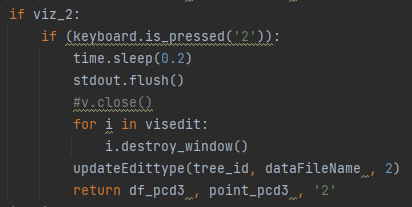 if viz_2:
    if (keyboard.is_pressed('2')):
        time.sleep(0.2)
        stdout.flush()
        #v.close()
        for i in visedit:
            i.destroy_window()
        updateEdittype(tree_id, dataFileName , 2)
        return df_pcd3 , point_pcd3 , '2'